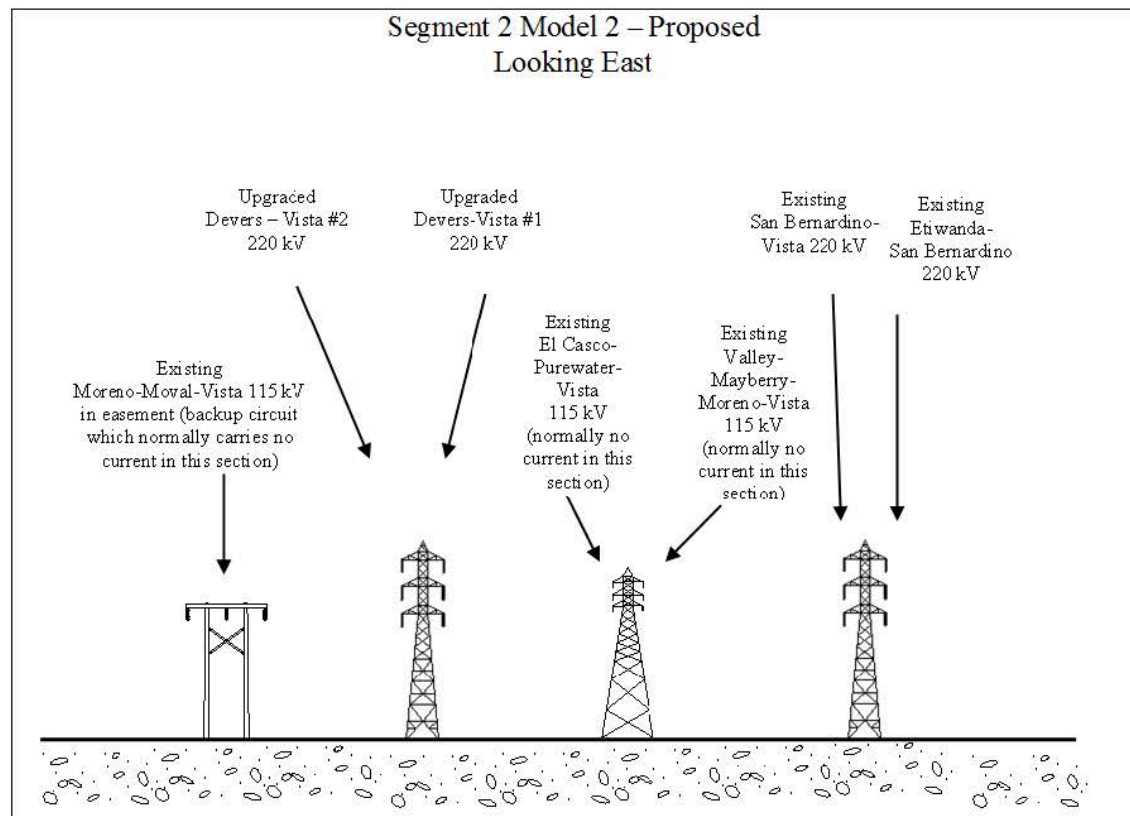 Segment 2 Model 2 – Proposed
Looking East
Upgraded
Devers – Vista #2
220 kV
Upgraded
Devers-Vista #1
220 kV
Existing
San Bernardino-
Vista 220 kV
Existing
Etiwanda-
San Bernardino
220 kV
Existing
Moreno-Moval-Vista 115 kV
in easement (backup circuit
which normally carries no
current in this section)
Existing
El Casco-
Purewater-
Vista
115 kV
(normally no
current in this
section)
Existing
Valley-
Mayberry-
Moreno-Vista
115 kV
(normally no
current in this
section)